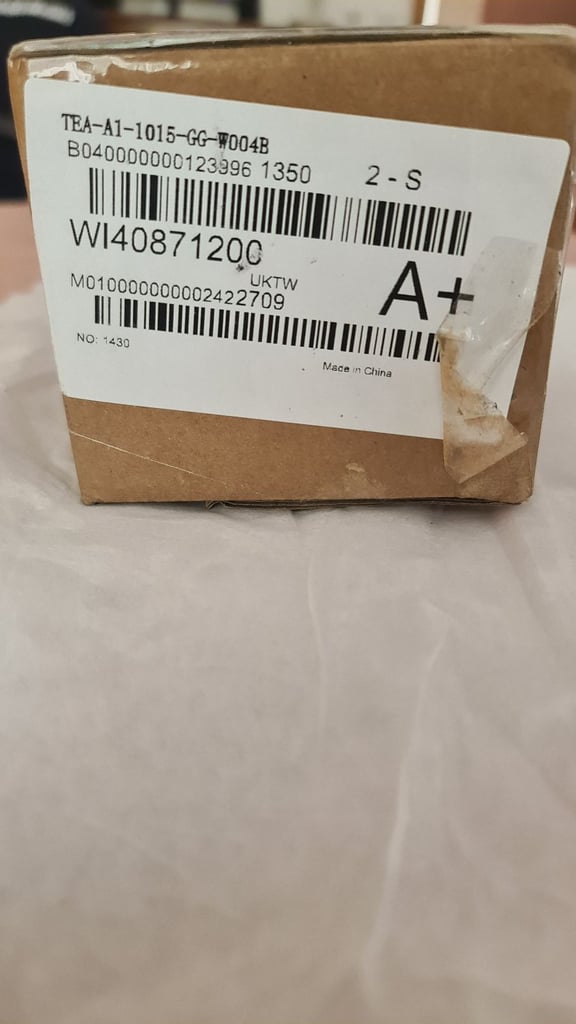 TEA-A1-1015-GG-W004B
B040000000123996 1350 2 - S
WI40871200
UKTW
A+
M010000000002422709
NO: 1430
Made in China